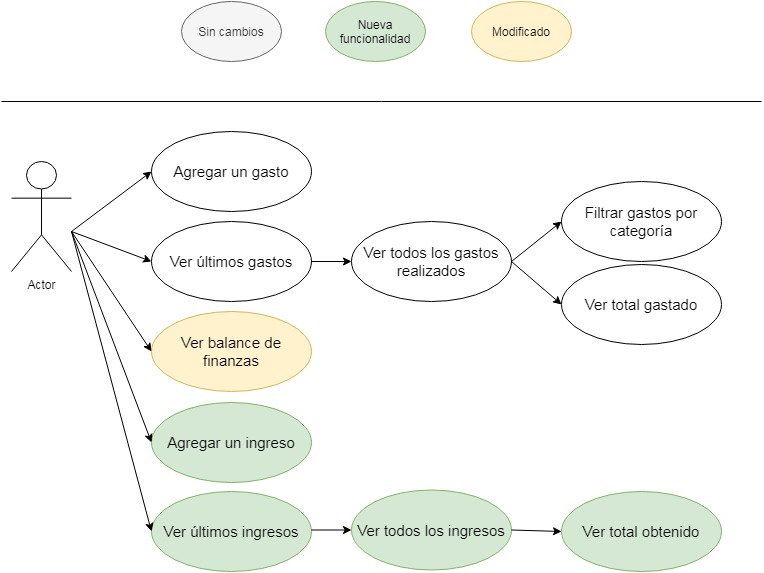 Sin cambios
Nueva
funcionalidad
Modificado
Actor
Agregar un gasto
Ver últimos gastos
Ver todos los gastos
realizados
Filtrar gastos por
categoría
Ver total gastado
Ver balance de
finanzas
Agregar un ingreso
Ver últimos ingresos
Ver todos los ingresos
Ver total obtenido